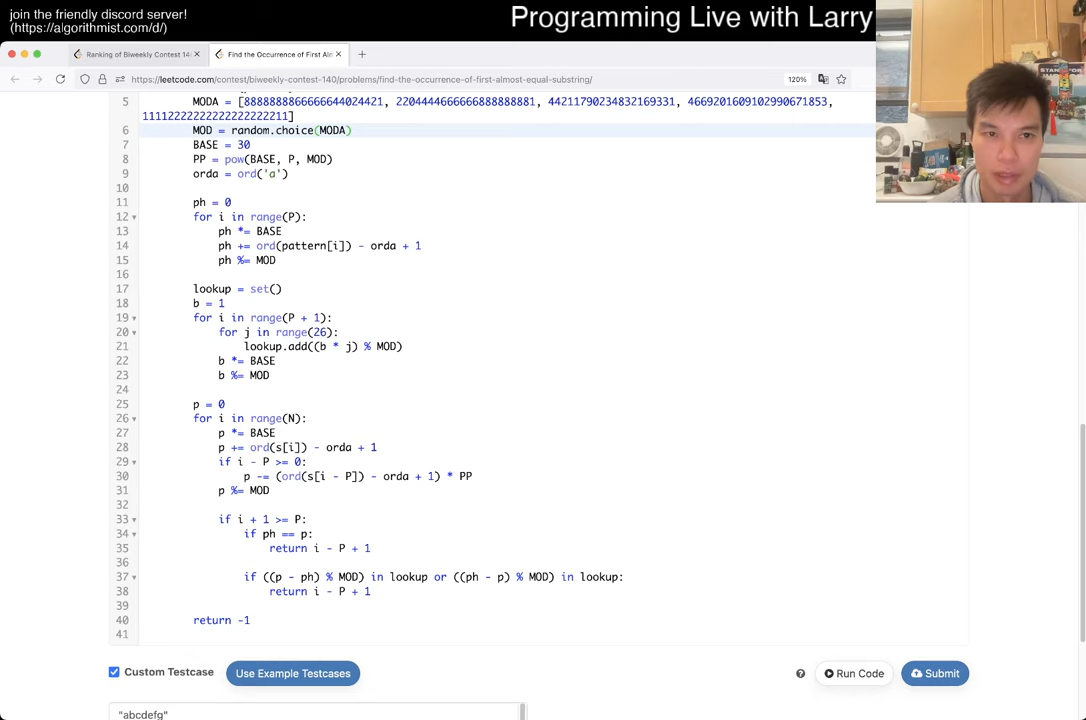 join the friendly discord server!
(https://algorithmist.com/d/)
Programming Live with Larry
Ranking of Biweekly Contest 14
Find the Occurrence of First Alm
https://leetcode.com/contest/biweekly-contest-140/problems/find-the-occurrence-of-first-almost-equal-substring/
120%
5 MODA = [8888888866666644024421, 2204444666666888888881, 44211790234832169331, 4669201609102990671853,
11112222222222222222211]
6 MOD = random.choice(MODA)
7 BASE = 30
8 PP = pow(BASE, P, MOD)
9 orda = ord('a')
10
11 ph = 0
12 for i in range(P):
13 ph *= BASE
14 ph += ord(pattern[i]) - orda + 1
15 ph %= MOD
16
17 lookup = set()
18 b = 1
19 for i in range(P + 1):
20 for j in range(26):
21 lookup.add((b * j) % MOD)
22 b *= BASE
23 b %= MOD
24
25 p = 0
26 for i in range(N):
27 p *= BASE
28 p += ord(s[i]) - orda + 1
29 if i - P >= 0:
30 p -= (ord(s[i - P]) - orda + 1) * PP
31 p %= MOD
32
33 if i + 1 >= P:
34 if ph == p:
35 return i - P + 1
36
37 if ((p - ph) % MOD) in lookup or ((ph - p) % MOD) in lookup:
38 return i - P + 1
39
40 return -1
41
Custom Testcase
Use Example Testcases
Run Code
Submit
"abcdefg"